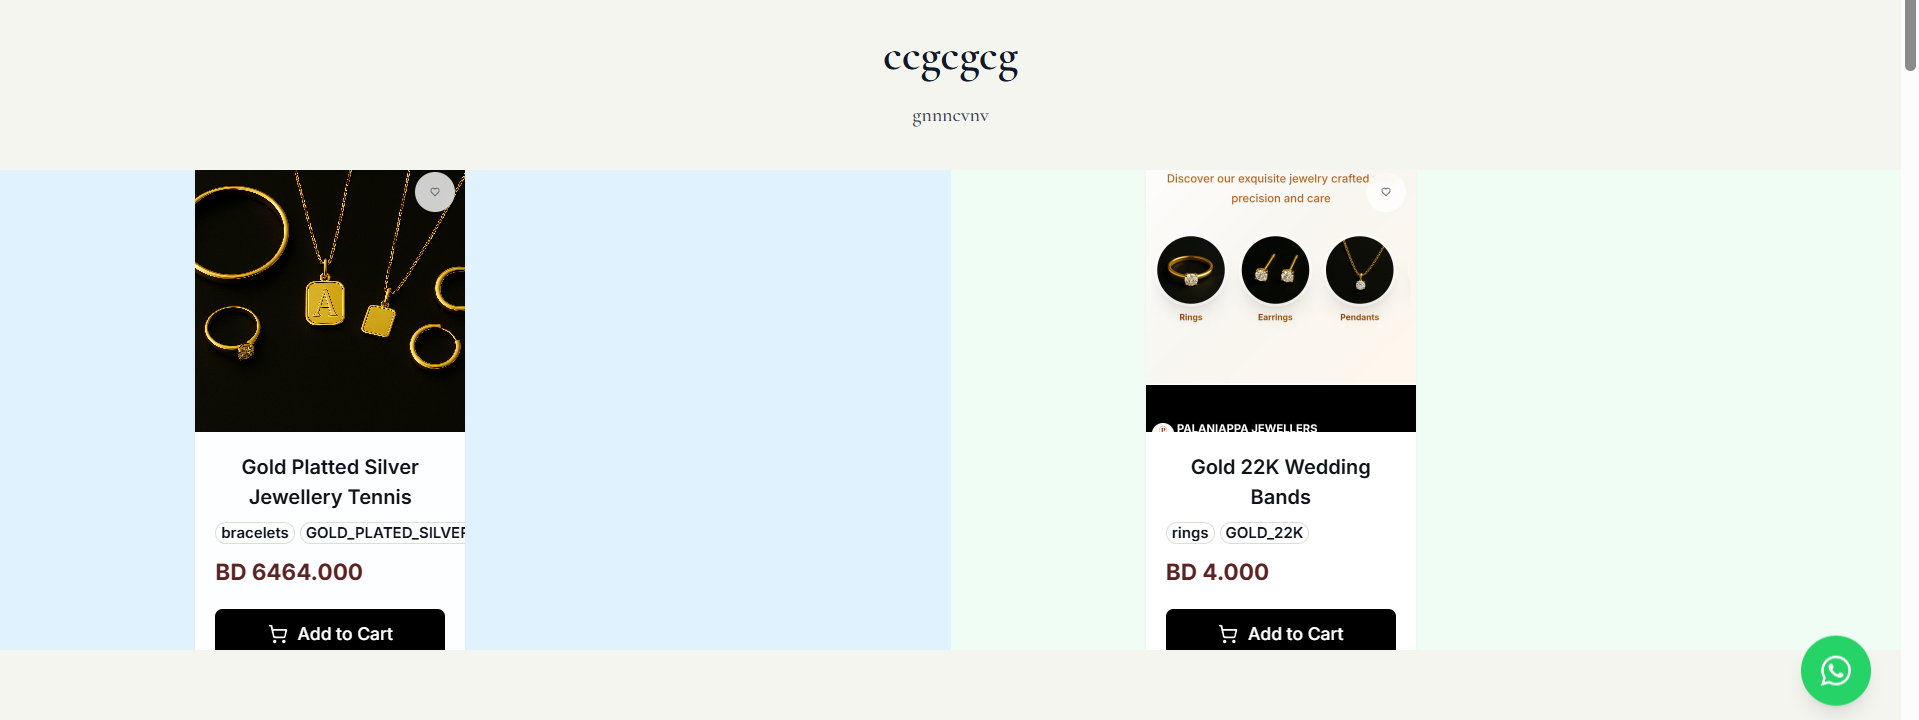 ccgcgcg
gnnncvnv
A
Gold Platted Silver
Jewellery Tennis
bracelets GOLD_PLATED_SILVER
BD 6464.000
Add to Cart
Discover our exquisite jewelry crafted
precision and care
Rings Earrings Pendants
PALANIAPPA JEWELLERS
Gold 22K Wedding
Bands
rings GOLD_22K
BD 4.000
Add to Cart